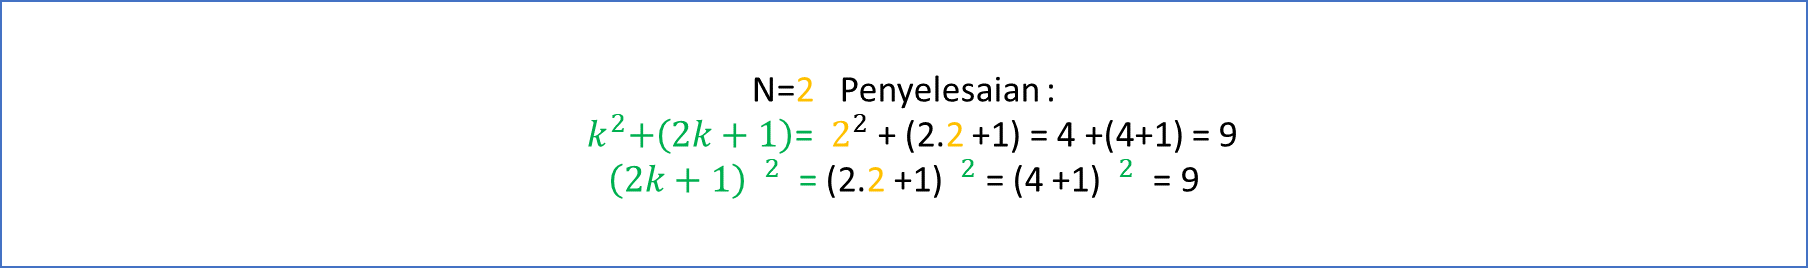 N=2 Penyelesaian :
k²+(2k + 1)= 2² + (2.2 +1) = 4 +(4+1) = 9
(2k + 1) ² = (2.2 +1) ² = (4 +1) ² = 9